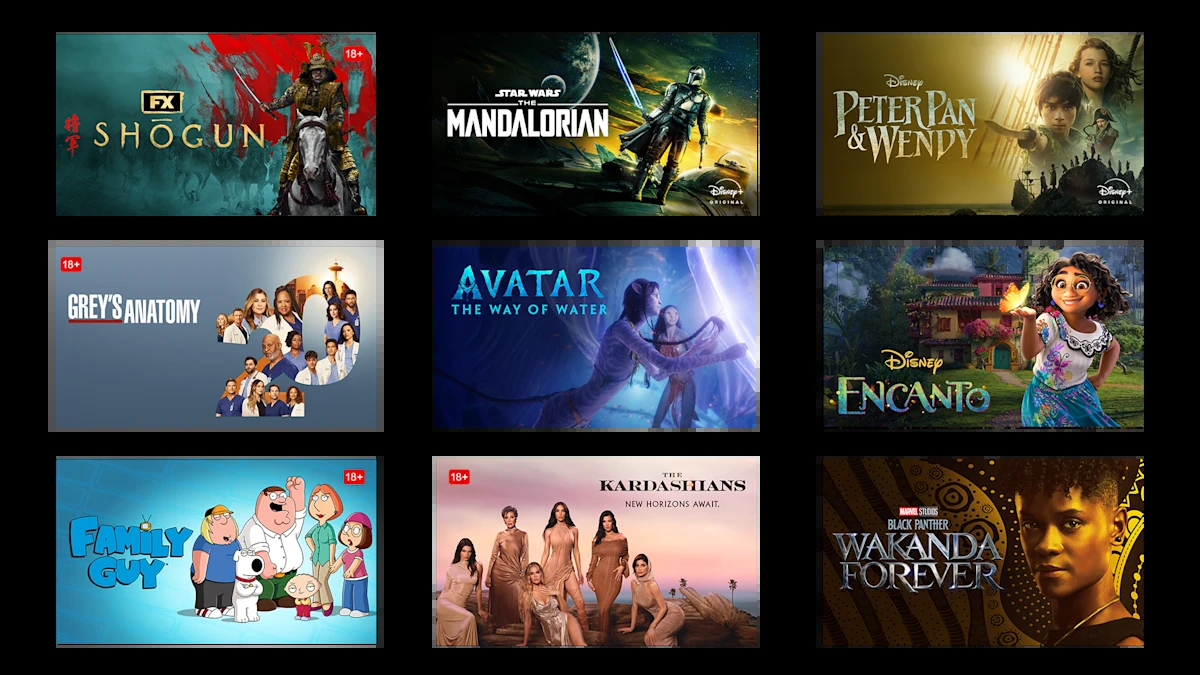 18+
FX
将軍
SHŌGUN
STAR WARS
THE
MANDALORIAN
Disney+
ORIGINAL
Disney
PETER PAN
& WENDY
Disney+
ORIGINAL
18+
GREY'S ANATOMY
20
AVATAR
THE WAY OF WATER
Disney
ENCANTO
18+
FAMILY
GUY
18+
THE
KARDASHIANS
NEW HORIZONS AWAIT.
MARVEL STUDIOS
BLACK PANTHER
WAKANDA
FOREVER